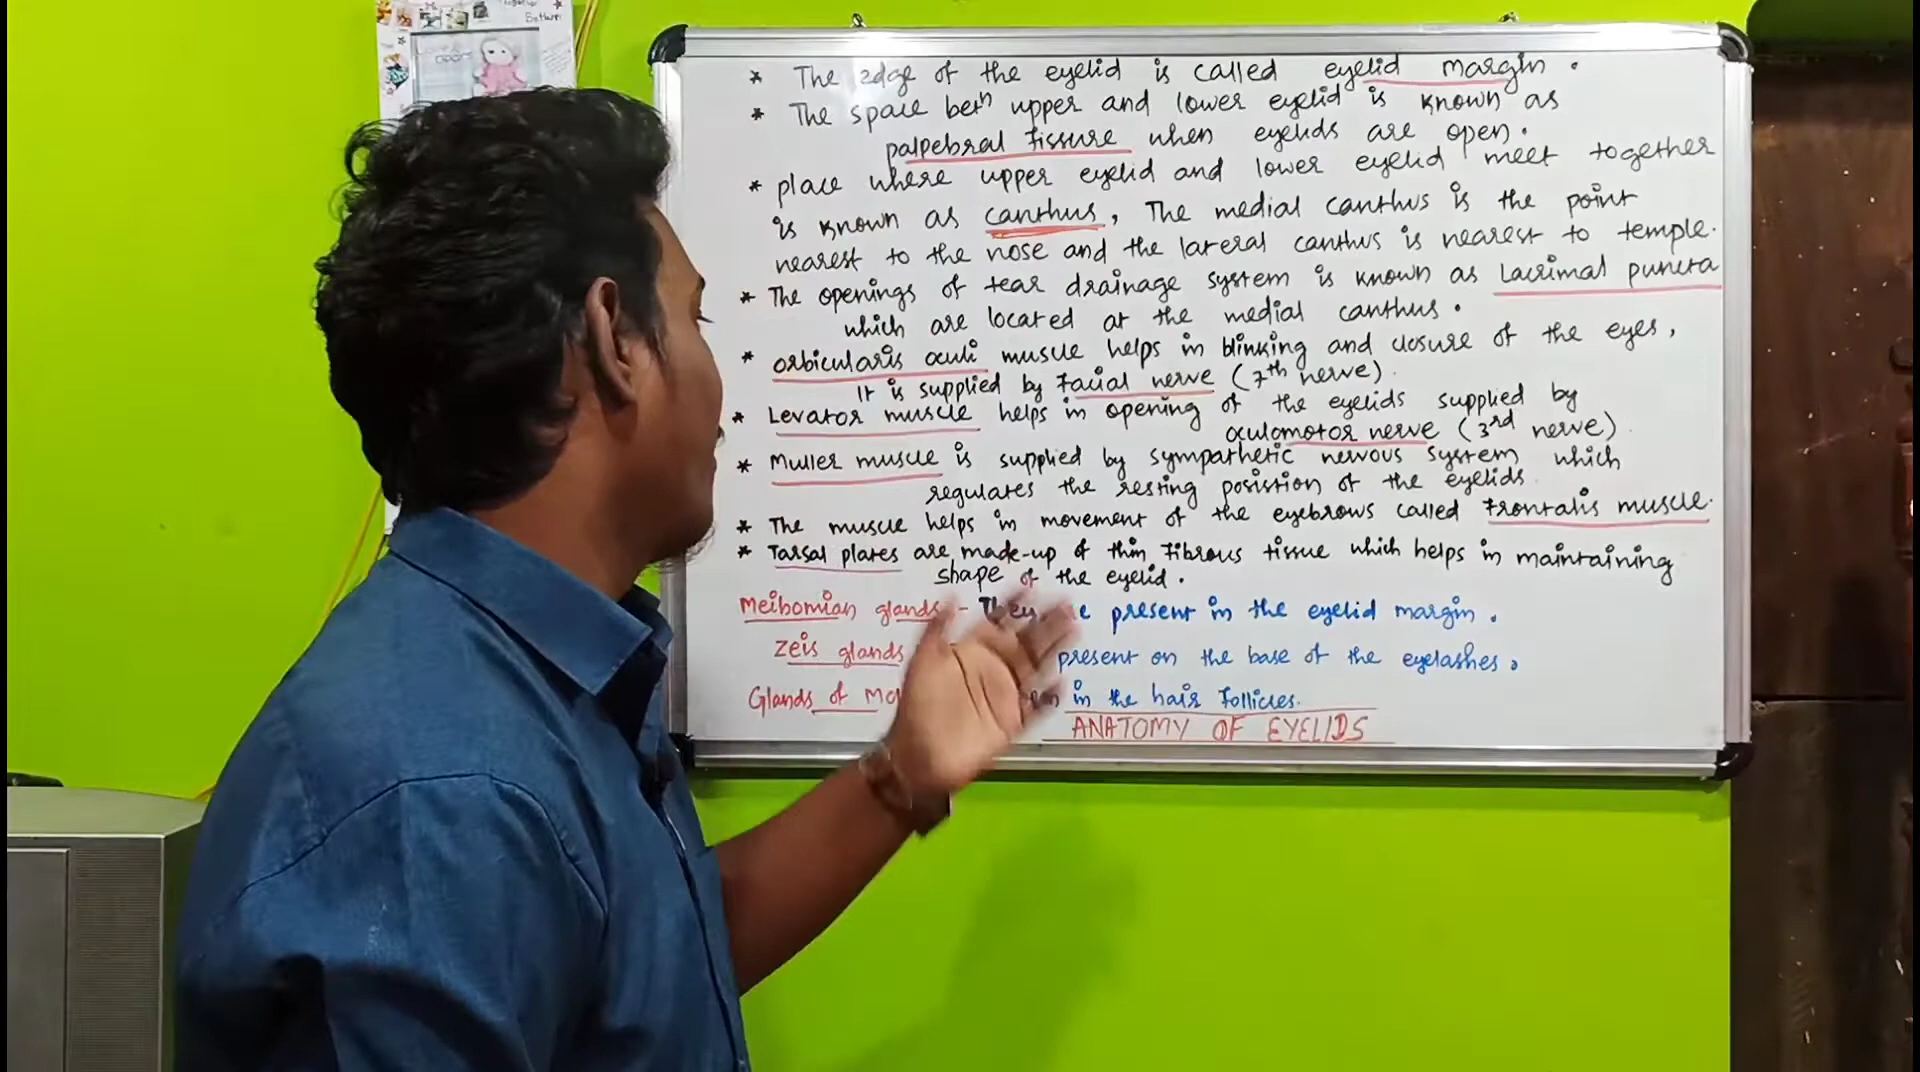 Together
Bether
* The edge of the eyelid is called eyelid margin.
* The space betn upper and lower eyelid is known as
palpebral fissure when eyelids are open.
* place where upper eyelid and lower eyelid meet together
is known as canthus, The medial canthus is the point
nearest to the nose and the lateral canthus is nearest to temple.
* The openings of tear drainage system is known as Lacrimal puncta
which are located at the medial canthus.
* orbicularis oculi muscle helps in blinking and closure of the eyes,
It is supplied by Facial nerve (7th nerve)
* Levator muscle helps in opening of the eyelids supplied by
oculomotor nerve (3rd nerve)
* Muller muscle is supplied by sympathetic nervous system which
regulates the resting posistion of the eyelids
* The muscle helps in movement of the eyebrows called Frontalis muscle.
* Tarsal plates are made-up of thin Fibrous tissue which helps in maintaining
shape of the eyelid.
Meibomian glands - They present in the eyelid margin.
Zeis glands present on the base of the eyelashes.
Glands of in the hair follicles.
ANATOMY OF EYELIDS